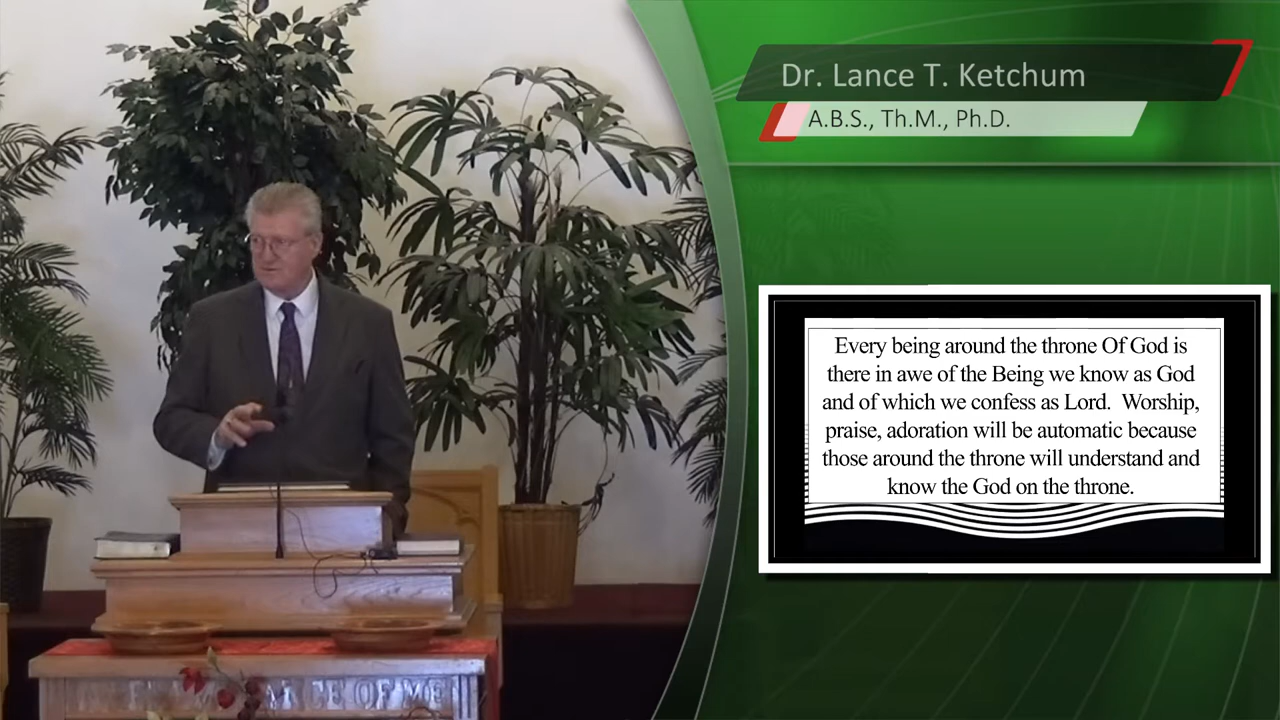 Dr. Lance T. Ketchum
A.B.S., Th.M., Ph.D.
Every being around the throne Of God is
there in awe of the Being we know as God
and of which we confess as Lord. Worship,
praise, adoration will be automatic because
those around the throne will understand and
know the God on the throne.
OF ME